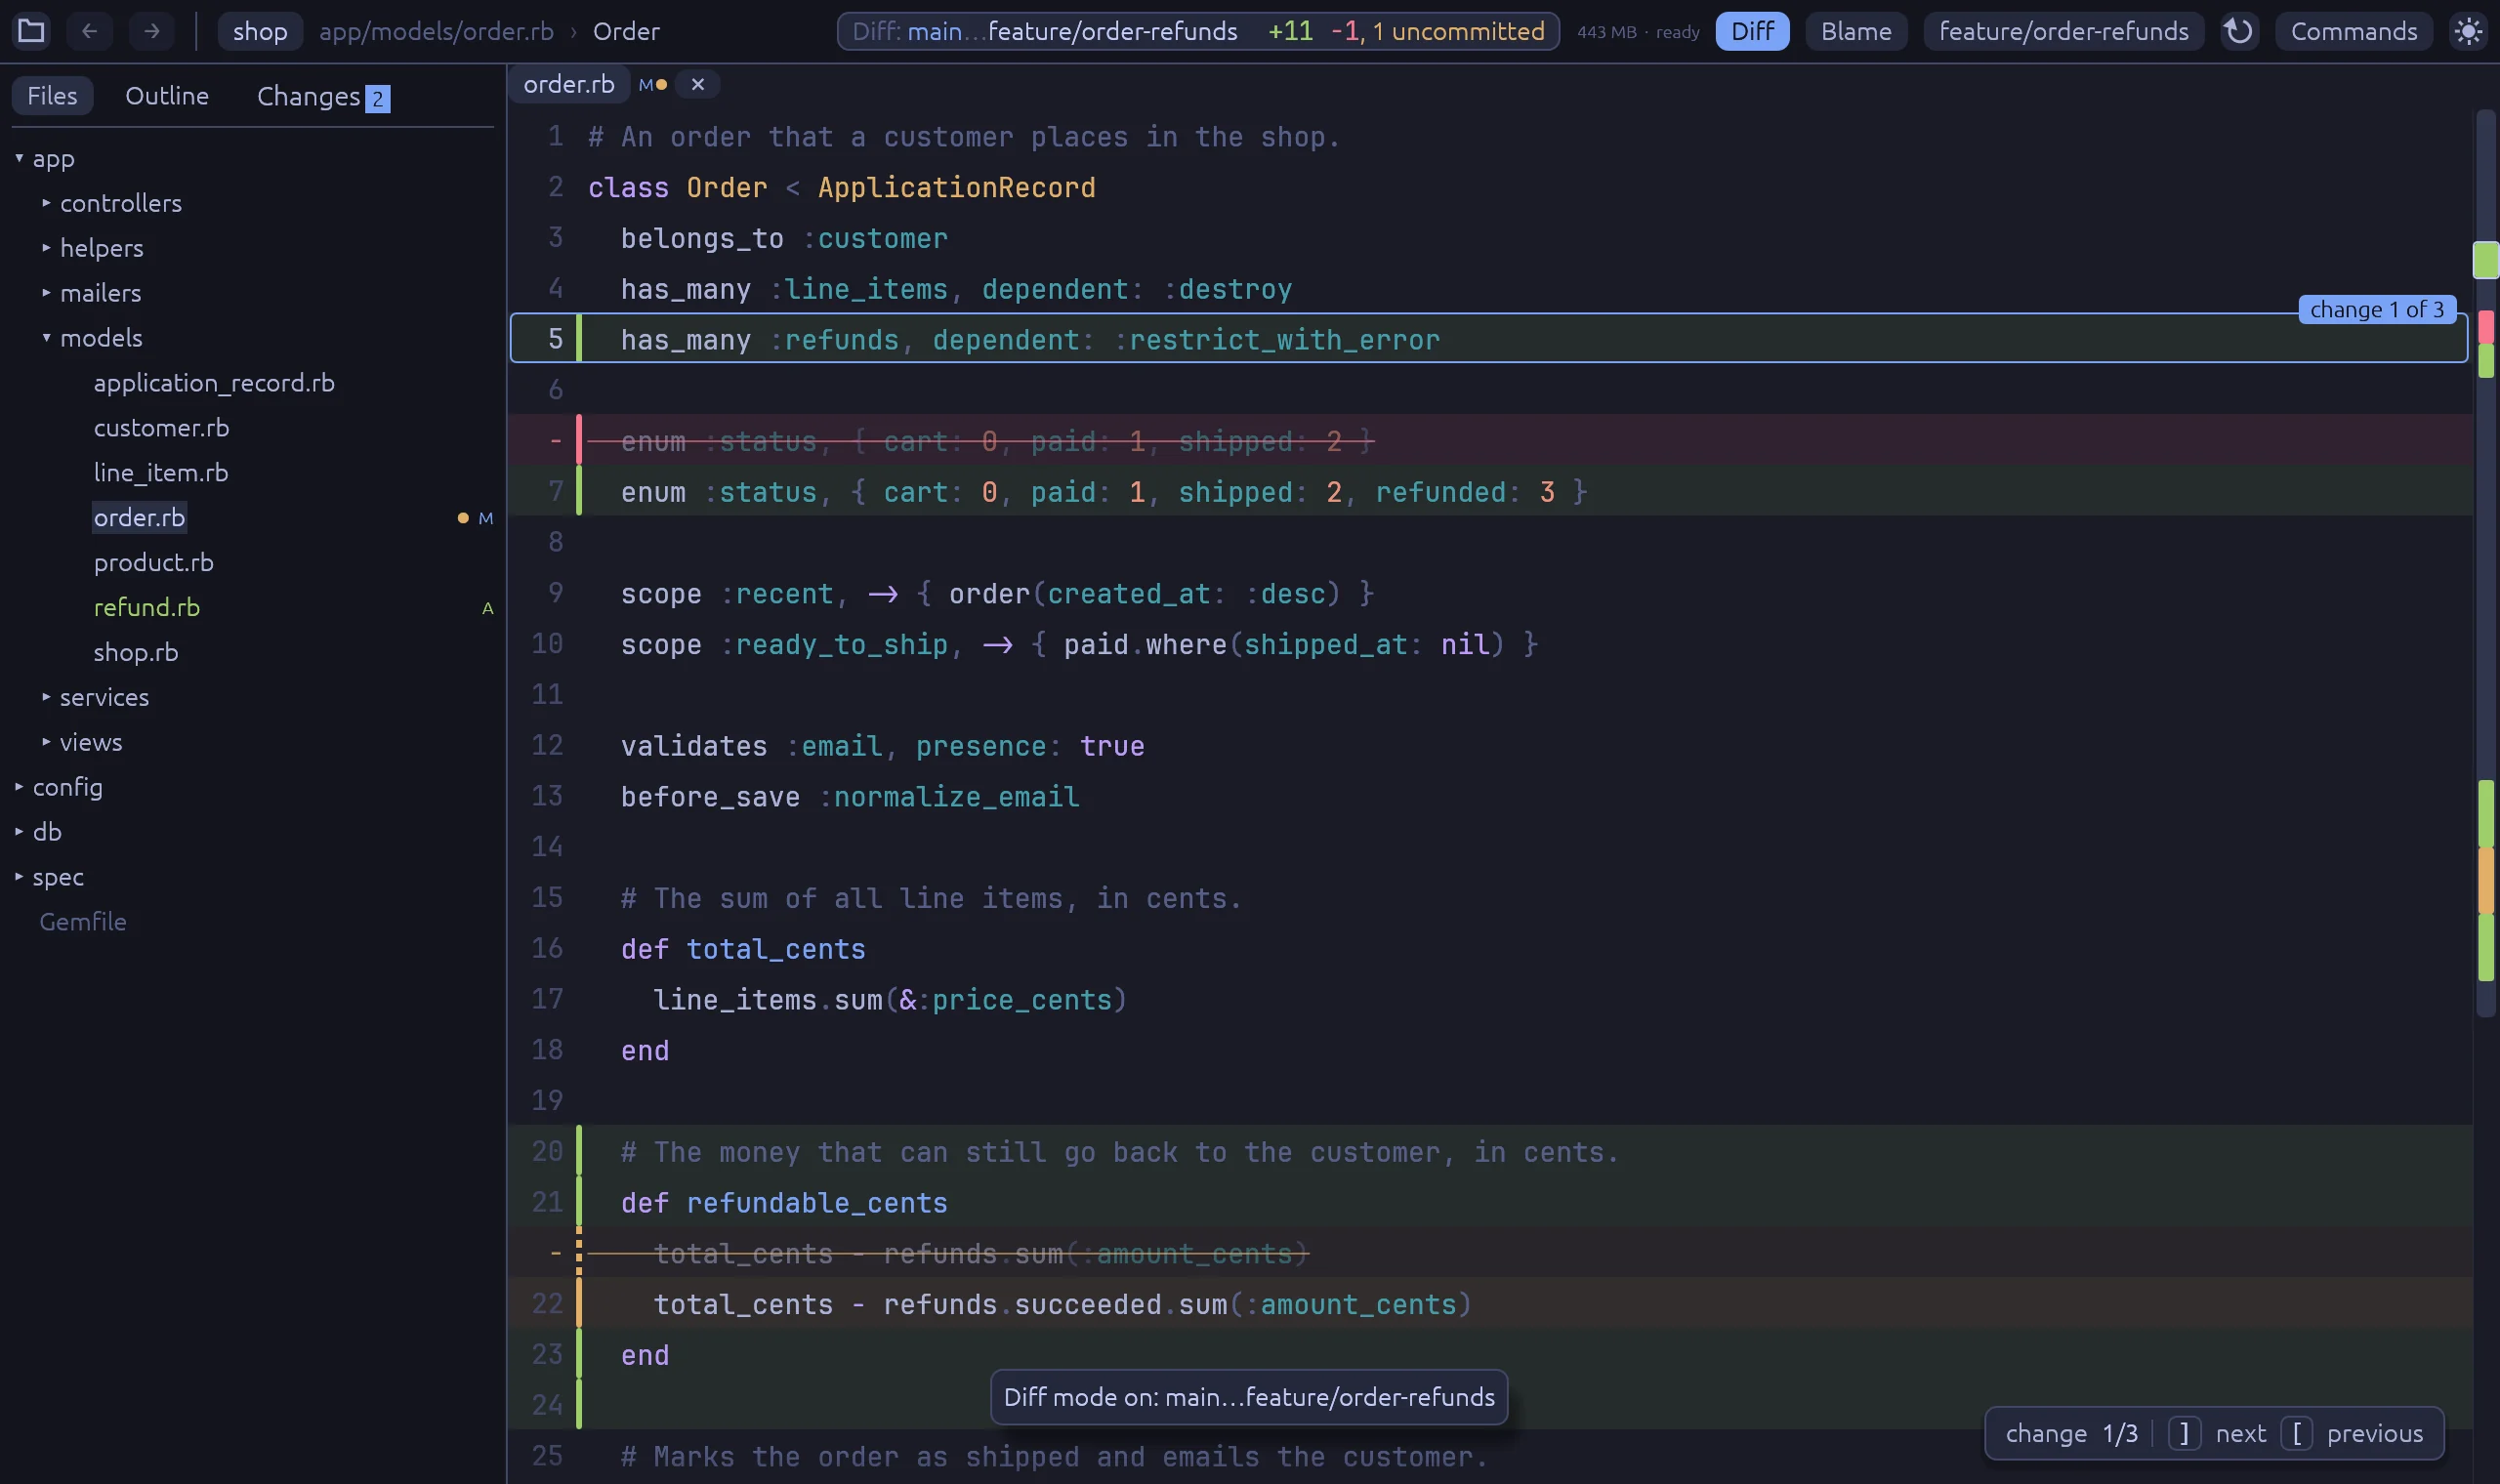 shop app/models/order.rb › Order
Diff: main…feature/order-refunds +11 -1, 1 uncommitted
443 MB · ready
Diff
Blame
feature/order-refunds
Commands
Files
Outline
Changes 2
app
controllers
helpers
mailers
models
application_record.rb
customer.rb
line_item.rb
order.rb M
product.rb
refund.rb A
shop.rb
services
views
config
db
spec
Gemfile
order.rb M ×
1 # An order that a customer places in the shop.
2 class Order < ApplicationRecord
3 belongs_to :customer
4 has_many :line_items, dependent: :destroy
change 1 of 3
5 has_many :refunds, dependent: :restrict_with_error
6
- enum :status, { cart: 0, paid: 1, shipped: 2 }
7 enum :status, { cart: 0, paid: 1, shipped: 2, refunded: 3 }
8
9 scope :recent, -> { order(created_at: :desc) }
10 scope :ready_to_ship, -> { paid.where(shipped_at: nil) }
11
12 validates :email, presence: true
13 before_save :normalize_email
14
15 # The sum of all line items, in cents.
16 def total_cents
17 line_items.sum(&:price_cents)
18 end
19
20 # The money that can still go back to the customer, in cents.
21 def refundable_cents
- total_cents - refunds.sum(:amount_cents)
22 total_cents - refunds.succeeded.sum(:amount_cents)
23 end
24
25 # Marks the order as shipped and emails the customer.
Diff mode on: main…feature/order-refunds
change 1/3 ] next [ previous